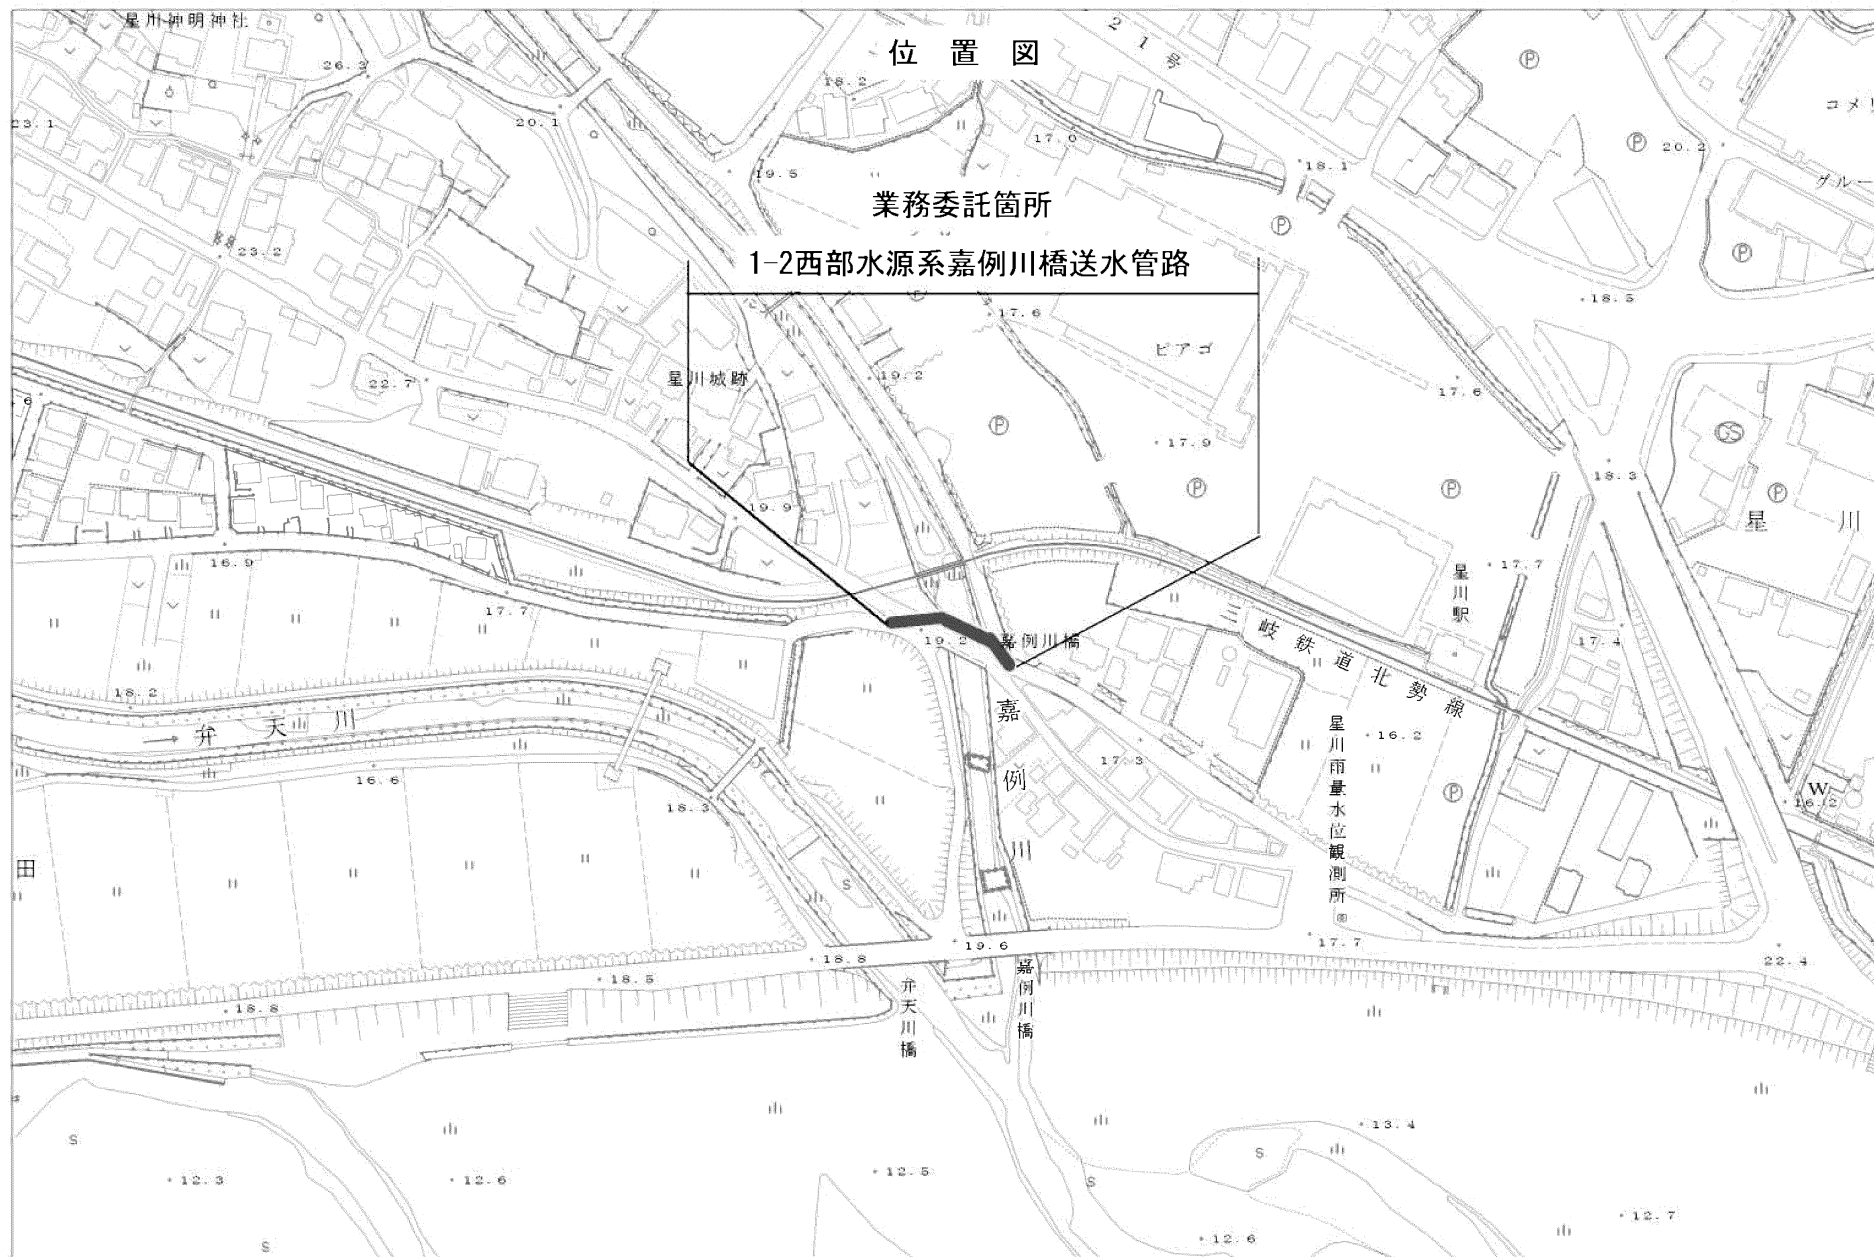 星川神明神社
位置図
21号
26.2
18.2
コメリ
23.1
20.1
17.0
P
P
20.2
18.1
19.5
グルー
業務委託箇所
23.2
P
P
1-2西部水源系嘉例川橋送水管路
P
18.5
17.6
ピアゴ
星川城跡
22.7
19.2
17.6
P
17.9
GS
18.3
P
P
P
19.9
星川
16.9
17.7
星川駅
17.7
19.2
嘉例川橋
17.4
三岐鉄道北勢線
18.2
弁天川
嘉例川
星川雨量水位観測所
16.2
17.3
16.6
18.3
P
W
16.2
田
S
19.6
17.7
18.8
22.4
18.5
弁天川橋
嘉例川橋
18.8
S
13.4
S
12.3
12.6
12.5
S
12.7
S
12.6